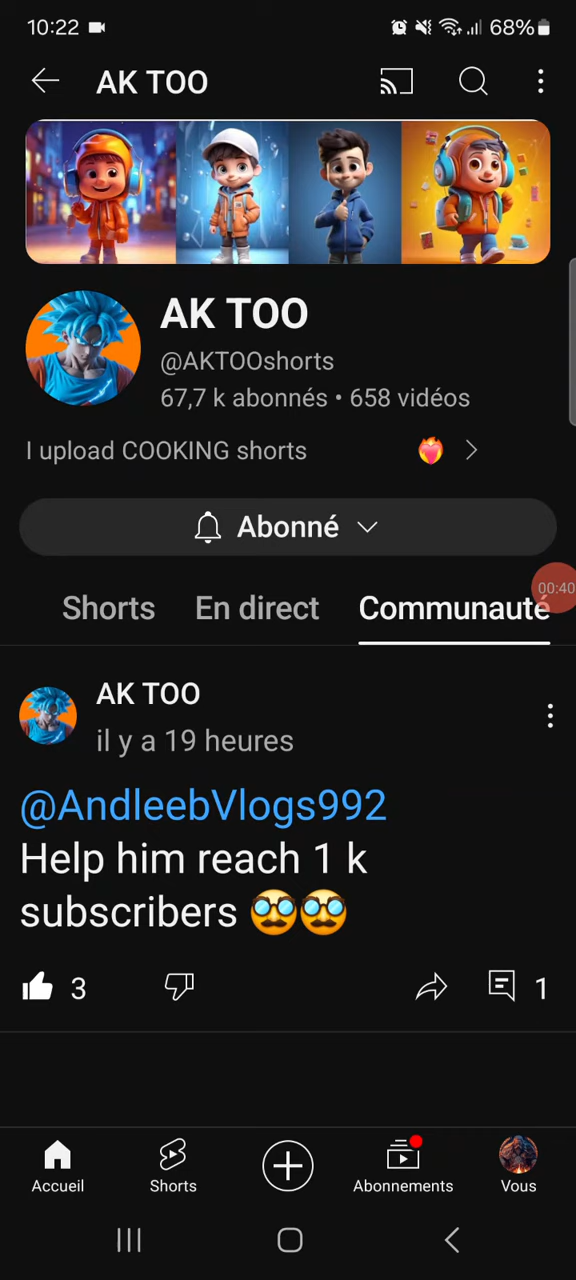 10:22 68%
AK TOO
AK TOO
@AKTOOshorts
67,7 k abonnés • 658 vidéos
I upload COOKING shorts ❤️‍🔥
Abonné
Shorts En direct Communauté
00:40
AK TOO
il y a 19 heures
@AndleebVlogs992
Help him reach 1 k
subscribers 🥸🥸
3 1
Accueil Shorts Abonnements Vous